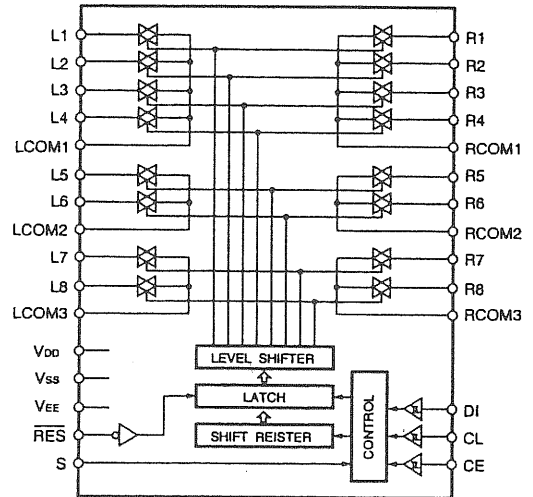 L1 R1
L2 R2
L3 R3
L4 R4
LCOM1 RCOM1
L5 R5
L6 R6
LCOM2 RCOM2
L7 R7
L8 R8
LCOM3 RCOM3
VDD LEVEL SHIFTER
VSS LATCH
VEE CONTROL DI
RES SHIFT REISTER CL
S CE